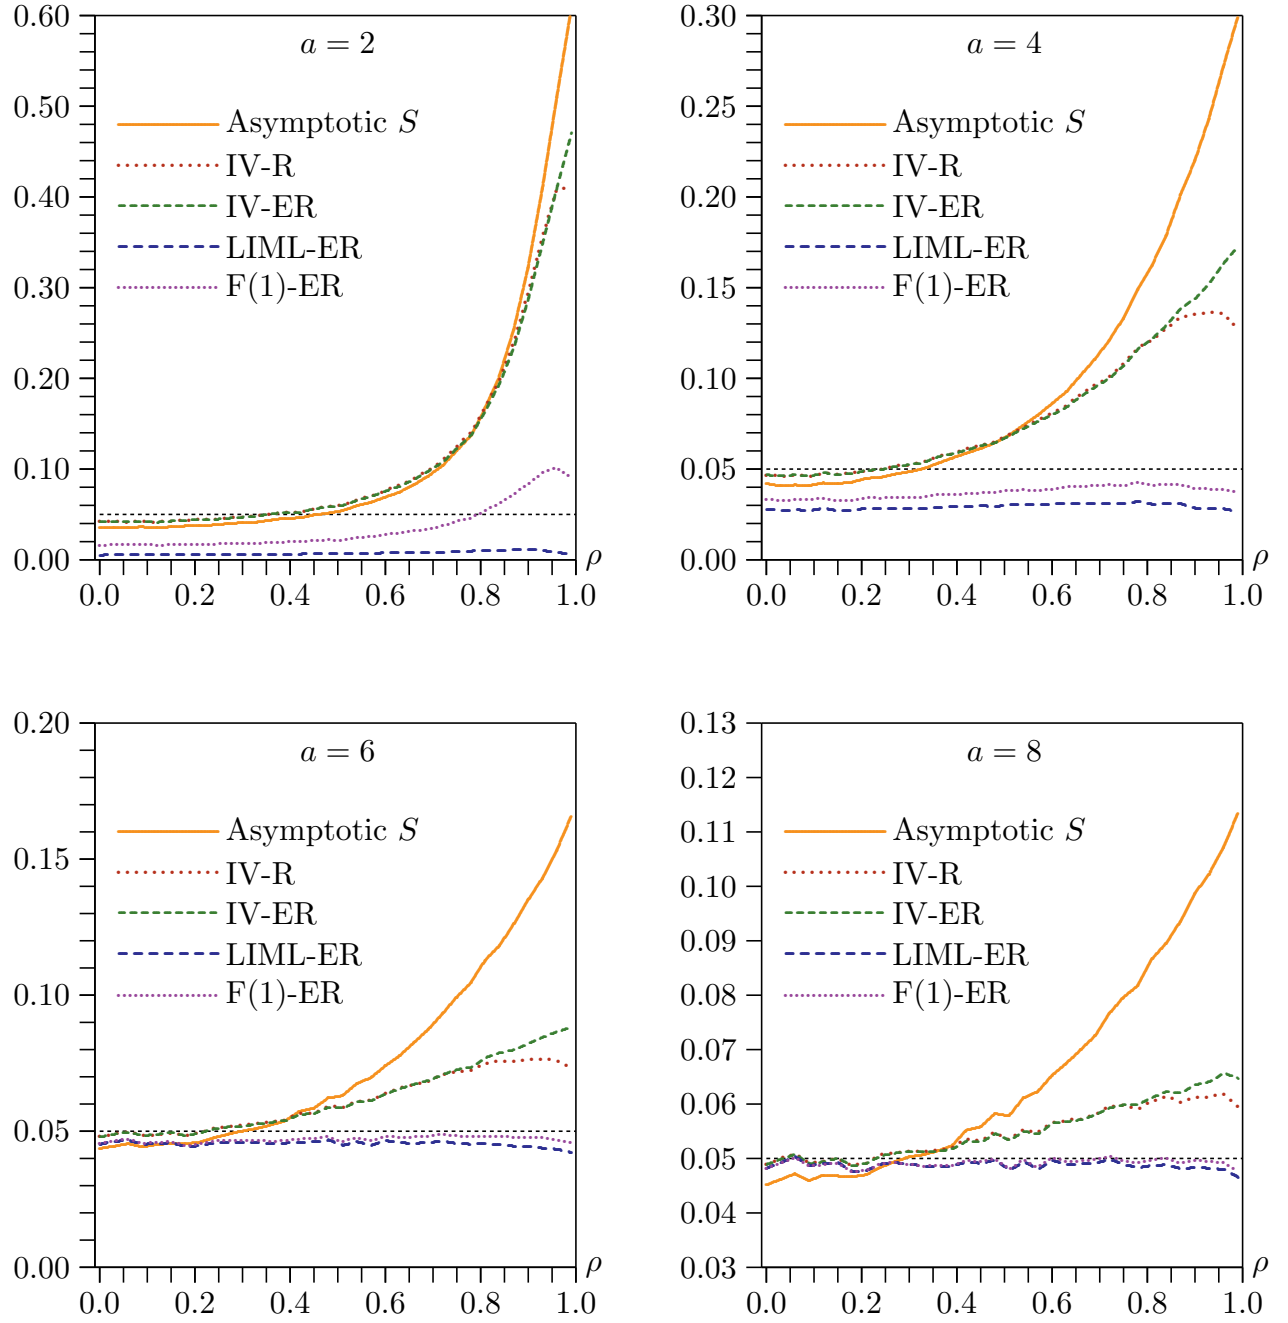 a = 2
0.60
0.50
0.40
0.30
0.20
0.10
0.00
Asymptotic S
IV-R
IV-ER
LIML-ER
F(1)-ER
0.0 0.2 0.4 0.6 0.8 1.0
ρ
a = 4
0.30
0.25
0.20
0.15
0.10
0.05
0.00
Asymptotic S
IV-R
IV-ER
LIML-ER
F(1)-ER
0.0 0.2 0.4 0.6 0.8 1.0
ρ
a = 6
0.20
0.15
0.10
0.05
0.00
Asymptotic S
IV-R
IV-ER
LIML-ER
F(1)-ER
0.0 0.2 0.4 0.6 0.8 1.0
ρ
a = 8
0.13
0.12
0.11
0.10
0.09
0.08
0.07
0.06
0.05
0.04
0.03
Asymptotic S
IV-R
IV-ER
LIML-ER
F(1)-ER
0.0 0.2 0.4 0.6 0.8 1.0
ρ